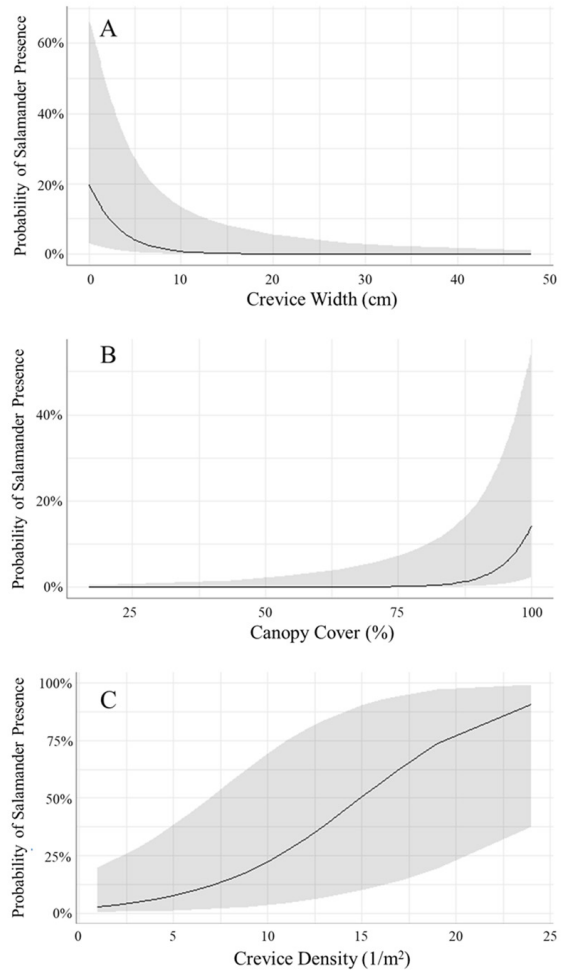 A
Probability of Salamander Presence
60%
40%
20%
0%
0 10 20 30 40 50
Crevice Width (cm)
B
Probability of Salamander Presence
40%
20%
0%
25 50 75 100
Canopy Cover (%)
C
Probability of Salamander Presence
100%
75%
50%
25%
0%
0 5 10 15 20 25
Crevice Density (1/m²)